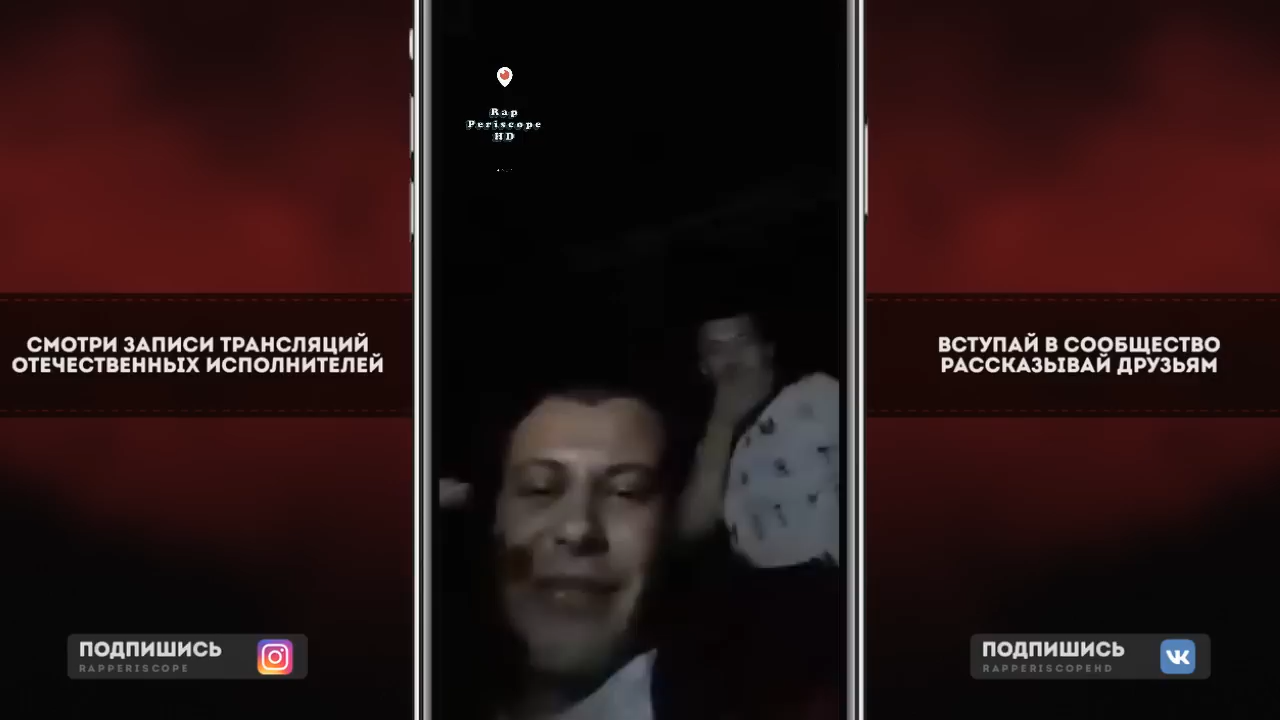 Rap
Periscope
HD
СМОТРИ ЗАПИСИ ТРАНСЛЯЦИЙ
ОТЕЧЕСТВЕННЫХ ИСПОЛНИТЕЛЕЙ
ВСТУПАЙ В СООБЩЕСТВО
РАССКАЗЫВАЙ ДРУЗЬЯМ
ПОДПИШИСЬ
RAPPERISCOPE
ПОДПИШИСЬ
RAPPERISCOPEHD